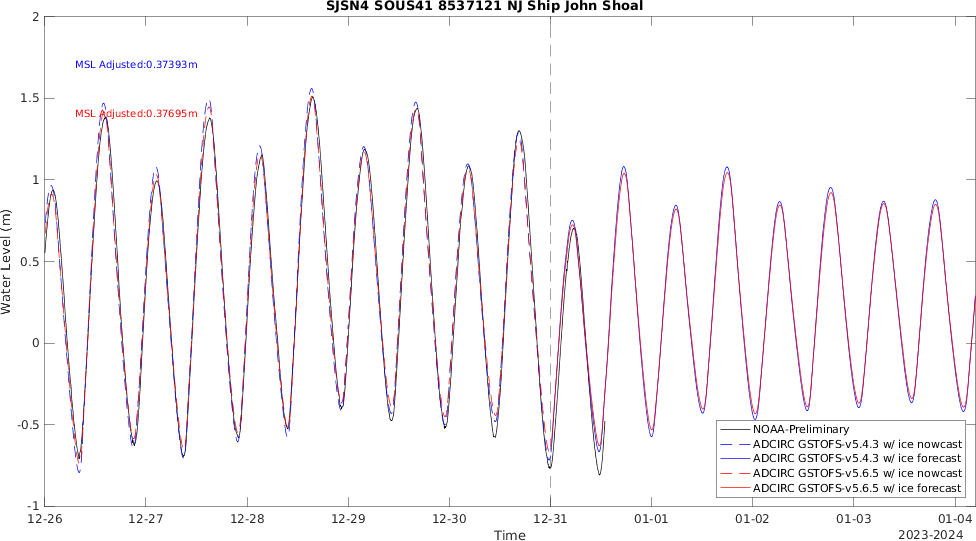 SJSN4 SOUS41 8537121 NJ Ship John Shoal
2
1.5
1
0.5
0
-0.5
-1
Water Level (m)
MSL Adjusted:0.37393m
MSL Adjusted:0.37695m
NOAA-Preliminary
ADCIRC GSTOFS-v5.4.3 w/ ice nowcast
ADCIRC GSTOFS-v5.4.3 w/ ice forecast
ADCIRC GSTOFS-v5.6.5 w/ ice nowcast
ADCIRC GSTOFS-v5.6.5 w/ ice forecast
12-26 12-27 12-28 12-29 12-30 12-31 01-01 01-02 01-03 01-04
Time
2023-2024